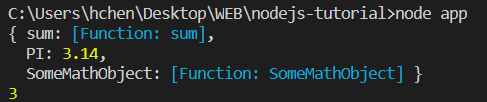 C:\Users\hchen\Desktop\WEB\nodejs-tutorial>node app
{ sum: [Function: sum],
  PI: 3.14,
  SomeMathObject: [Function: SomeMathObject] }
3